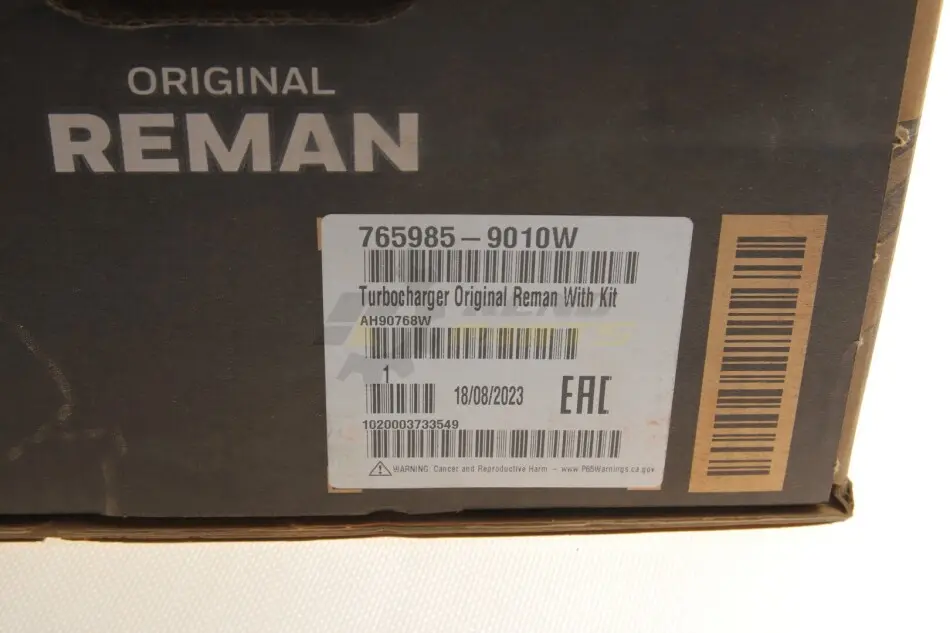 ORIGINAL
REMAN
765985-9010W
Turbocharger Original Reman With Kit
AH90768W
1
18/08/2023
EAC
1020003733549
WARNING: Cancer and Reproductive Harm - www.P65Warnings.ca.gov